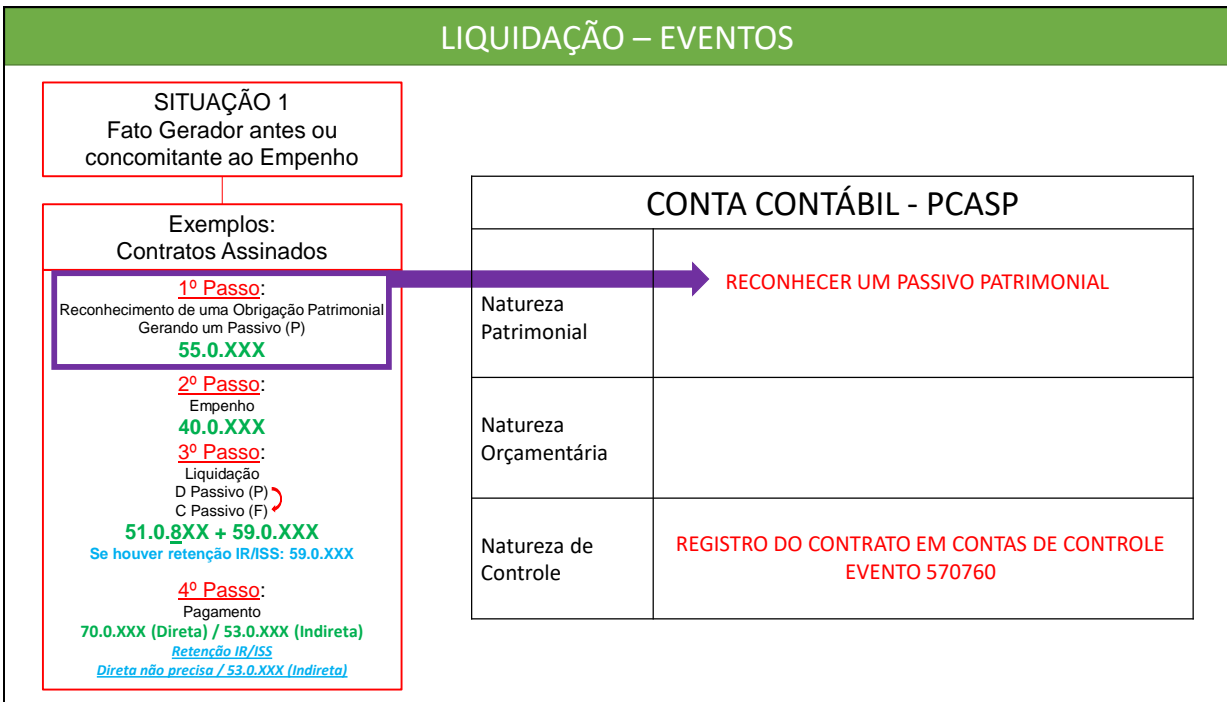 LIQUIDAÇÃO – EVENTOS
SITUAÇÃO 1
Fato Gerador antes ou
concomitante ao Empenho
Exemplos:
Contratos Assinados
1º Passo:
Reconhecimento de uma Obrigação Patrimonial
Gerando um Passivo (P)
55.0.XXX
2º Passo:
Empenho
40.0.XXX
3º Passo:
Liquidação
D Passivo (P)
C Passivo (F)
51.0.8XX + 59.0.XXX
Se houver retenção IR/ISS: 59.0.XXX
4º Passo:
Pagamento
70.0.XXX (Direta) / 53.0.XXX (Indireta)
Retenção IR/ISS
Direta não precisa / 53.0.XXX (Indireta)
CONTA CONTÁBIL - PCASP
Natureza
Patrimonial
RECONHECER UM PASSIVO PATRIMONIAL
Natureza
Orçamentária
Natureza de
Controle
REGISTRO DO CONTRATO EM CONTAS DE CONTROLE
EVENTO 570760